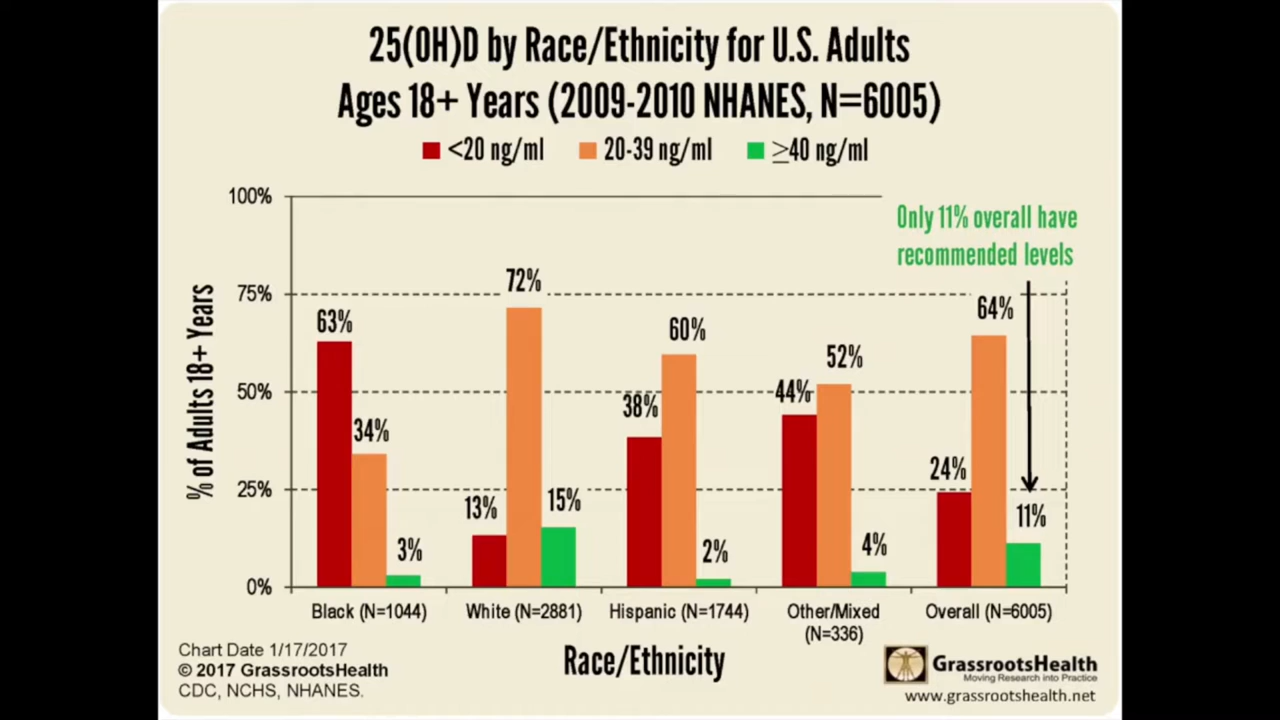 25(OH)D by Race/Ethnicity for U.S. Adults
Ages 18+ Years (2009-2010 NHANES, N=6005)
<20 ng/ml 20-39 ng/ml ≥40 ng/ml
100%
75%
50%
25%
0%
% of Adults 18+ Years
Only 11% overall have
recommended levels
63%
34%
3%
13%
72%
15%
38%
60%
2%
44%
52%
4%
24%
64%
11%
Black (N=1044) White (N=2881) Hispanic (N=1744) Other/Mixed Overall (N=6005)
(N=336)
Race/Ethnicity
Chart Date 1/17/2017
© 2017 GrassrootsHealth
CDC, NCHS, NHANES.
GrassrootsHealth
Moving Research into Practice
www.grassrootshealth.net